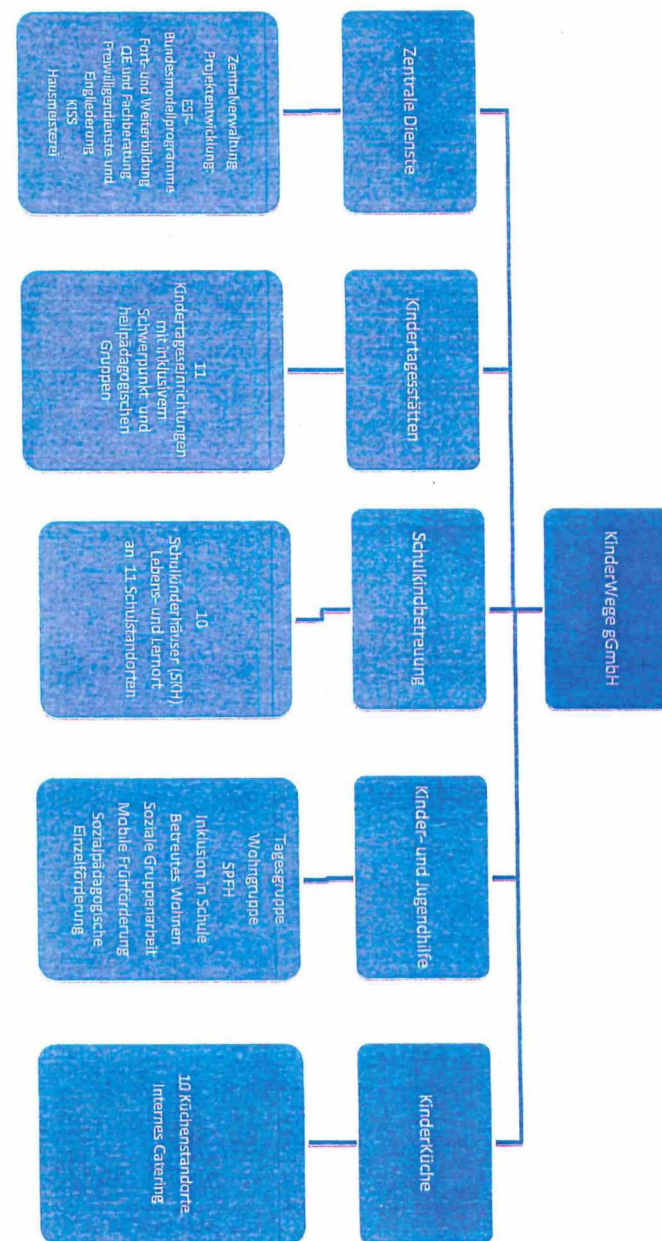 KinderWege gGmbH
Zentrale Dienste
Zentralverwaltung
Projektentwicklung
ESF-
Bundesmodellprogramme
Fort- und Weiterbildung
QE und Fachberatung
Freiwilligendienste und
Eingliederung
KISS
Hausmeisterei
Kindertagesstätten
11
Kindertageseinrichtungen
mit inklusivem
Schwerpunkt und
heilpädagogischen
Gruppen
Schulkindbetreuung
10
Schulkinderhäuser (SKH),
Lebens- und Lernort
an 11 Schulstandorten
Kinder- und Jugendhilfe
Tagesgruppe
Wohngruppe
SPFH
Inklusion in Schule
Betreutes Wohnen
Soziale Gruppenarbeit
Mobile Frühförderung
Sozialpädagogische
Einzelförderung
KinderKüche
10 Küchenstandorte
Internes Catering